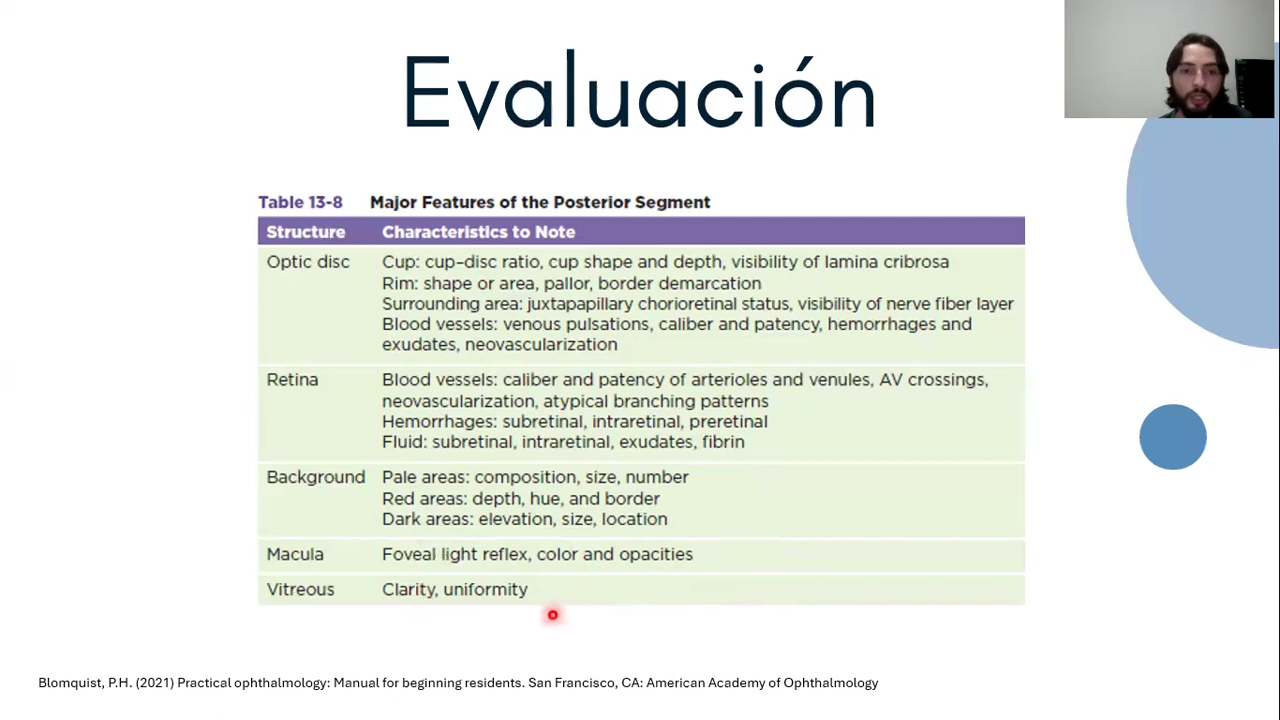 Evaluación
Table 13-8 Major Features of the Posterior Segment
Structure Characteristics to Note
Optic disc Cup: cup–disc ratio, cup shape and depth, visibility of lamina cribrosa
Rim: shape or area, pallor, border demarcation
Surrounding area: juxtapapillary chorioretinal status, visibility of nerve fiber layer
Blood vessels: venous pulsations, caliber and patency, hemorrhages and
exudates, neovascularization
Retina Blood vessels: caliber and patency of arterioles and venules, AV crossings,
neovascularization, atypical branching patterns
Hemorrhages: subretinal, intraretinal, preretinal
Fluid: subretinal, intraretinal, exudates, fibrin
Background Pale areas: composition, size, number
Red areas: depth, hue, and border
Dark areas: elevation, size, location
Macula Foveal light reflex, color and opacities
Vitreous Clarity, uniformity
Blomquist, P.H. (2021) Practical ophthalmology: Manual for beginning residents. San Francisco, CA: American Academy of Ophthalmology